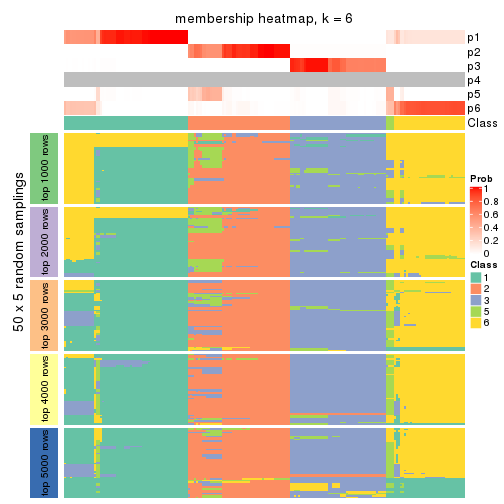 membership heatmap, k = 6
p1
p2
p3
p4
p5
p6
Class
50 x 5 random samplings
top 1000 rows
top 2000 rows
top 3000 rows
top 4000 rows
top 5000 rows
Prob
1
0.8
0.6
0.4
0.2
0
Class
1
2
3
5
6